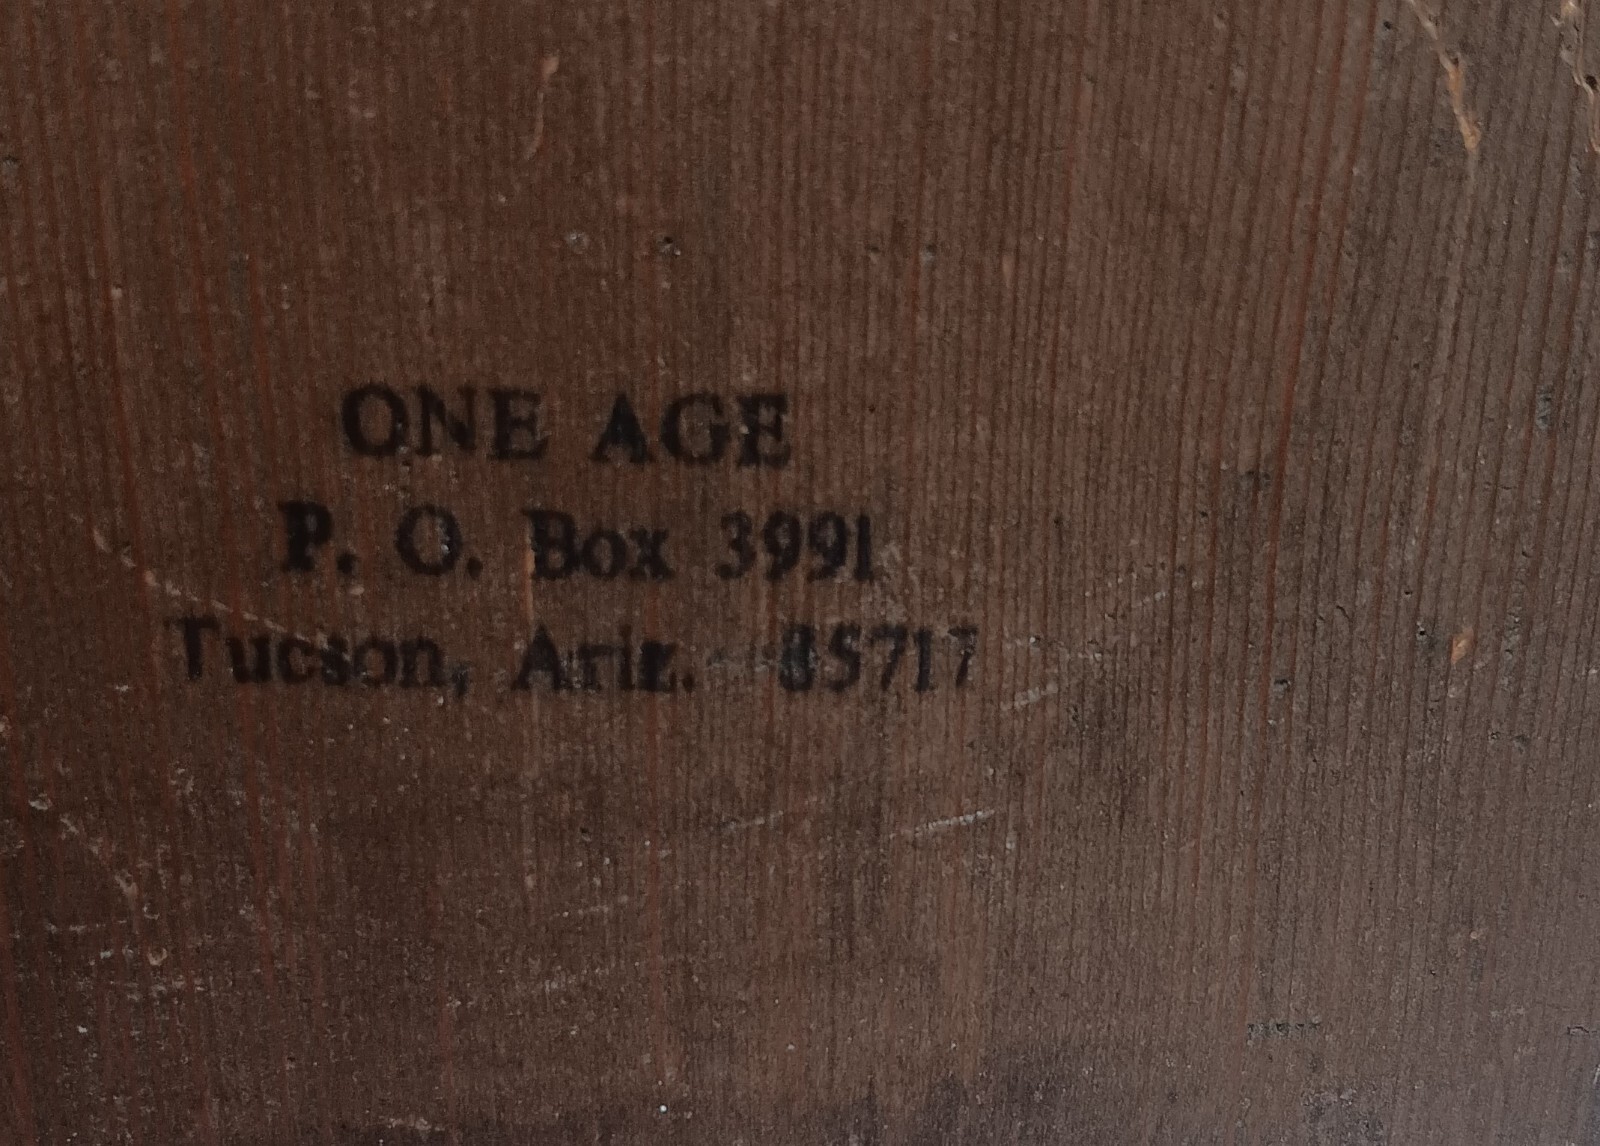 ONE AGE
P. O. Box 3991
Tucson, Ariz. 85717